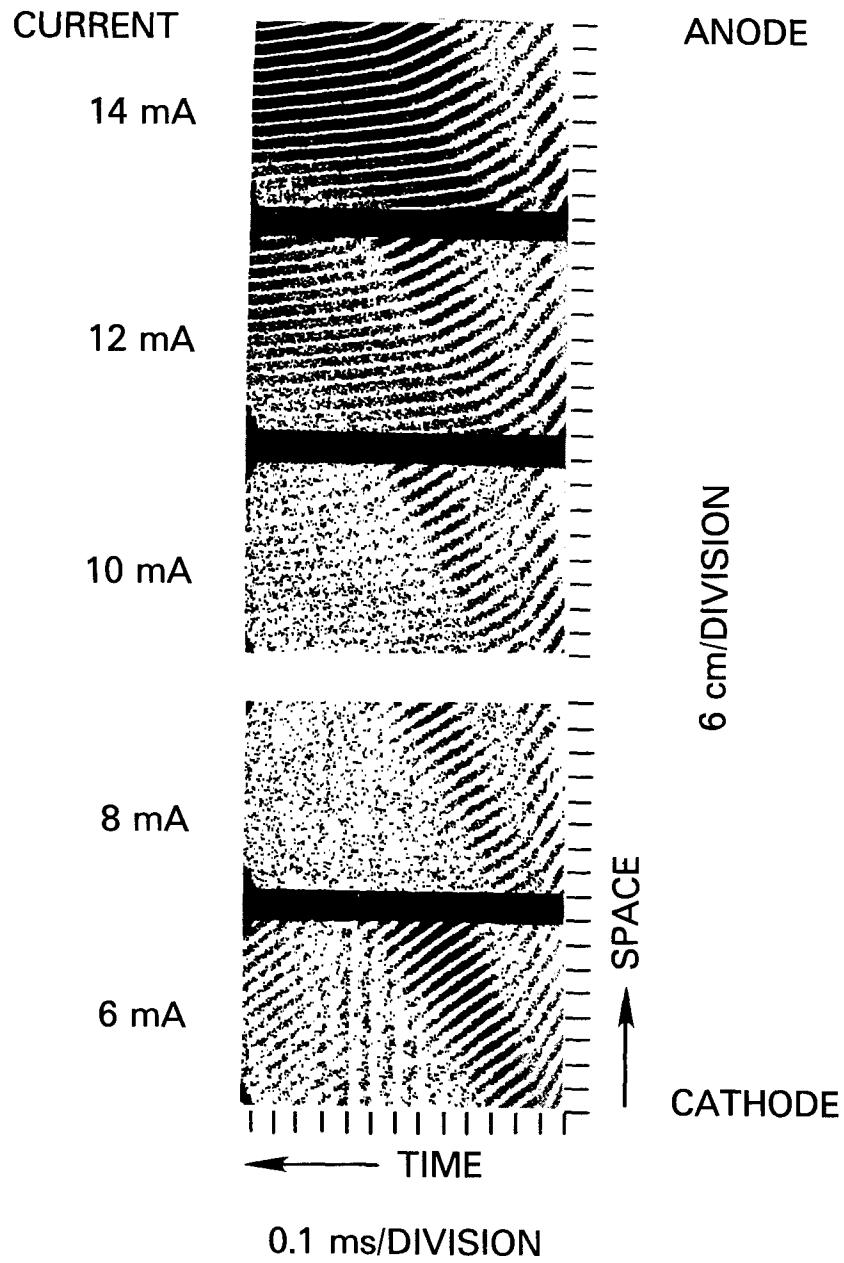 CURRENT
ANODE
14 mA
12 mA
10 mA
6 cm/DIVISION
8 mA
SPACE
6 mA
CATHODE
TIME
0.1 ms/DIVISION